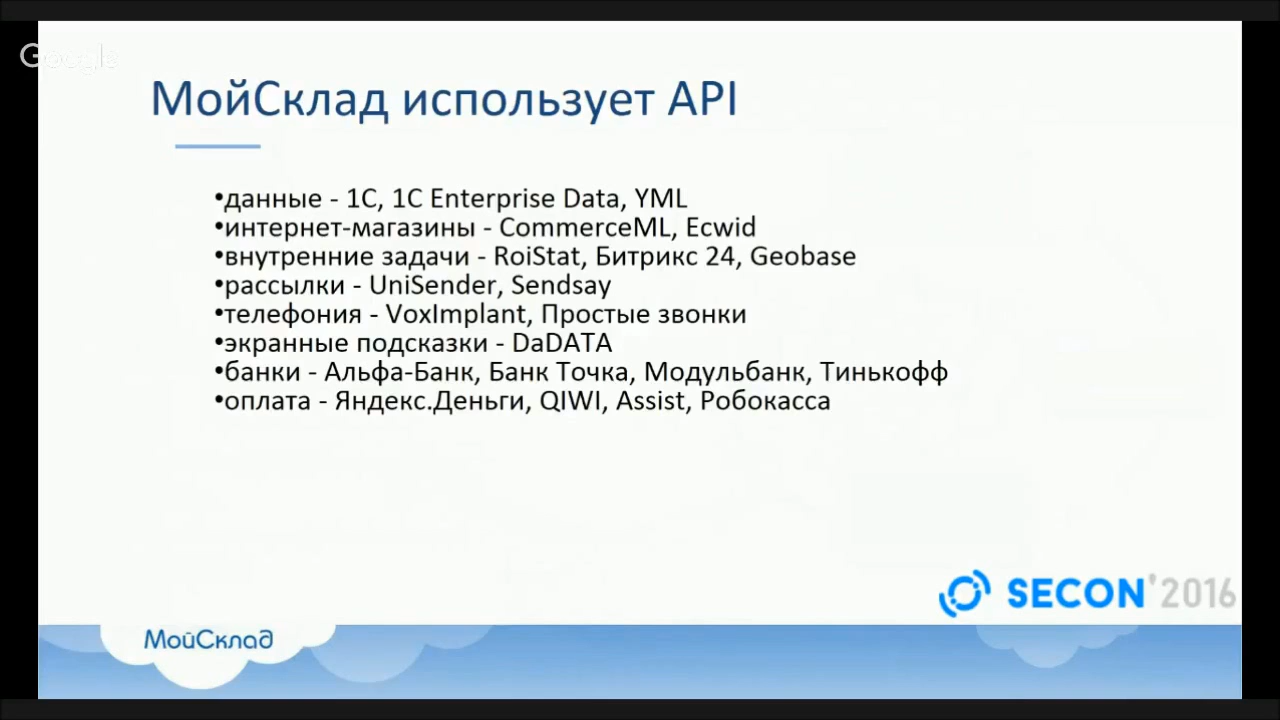 Google
МойСклад использует API
•данные - 1С, 1С Enterprise Data, YML
•интернет-магазины - CommerceML, Ecwid
•внутренние задачи - RoiStat, Битрикс 24, Geobase
•рассылки - UniSender, Sendsay
•телефония - VoxImplant, Простые звонки
•экранные подсказки - DaDATA
•банки - Альфа-Банк, Банк Точка, Модульбанк, Тинькофф
•оплата - Яндекс.Деньги, QIWI, Assist, Робокасса
SECON'2016
МойСклад